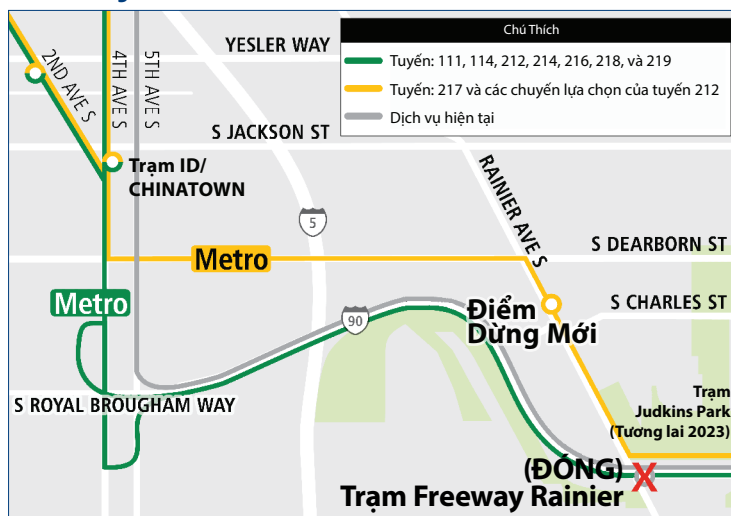 Chú Thích
Tuyến: 111, 114, 212, 214, 216, 218, và 219
Tuyến: 217 và các chuyến lựa chọn của tuyến 212
Dịch vụ hiện tại
YESLER WAY
2ND AVE S
4TH AVE S
5TH AVE S
S JACKSON ST
Trạm ID/
CHINATOWN
RAINIER AVE S
5
S DEARBORN ST
Metro
Metro
S CHARLES ST
Điểm
Dừng Mới
90
S ROYAL BROUGHAM WAY
Trạm
Judkins Park
(Tương lai 2023)
(ĐÓNG)
Trạm Freeway Rainier
X